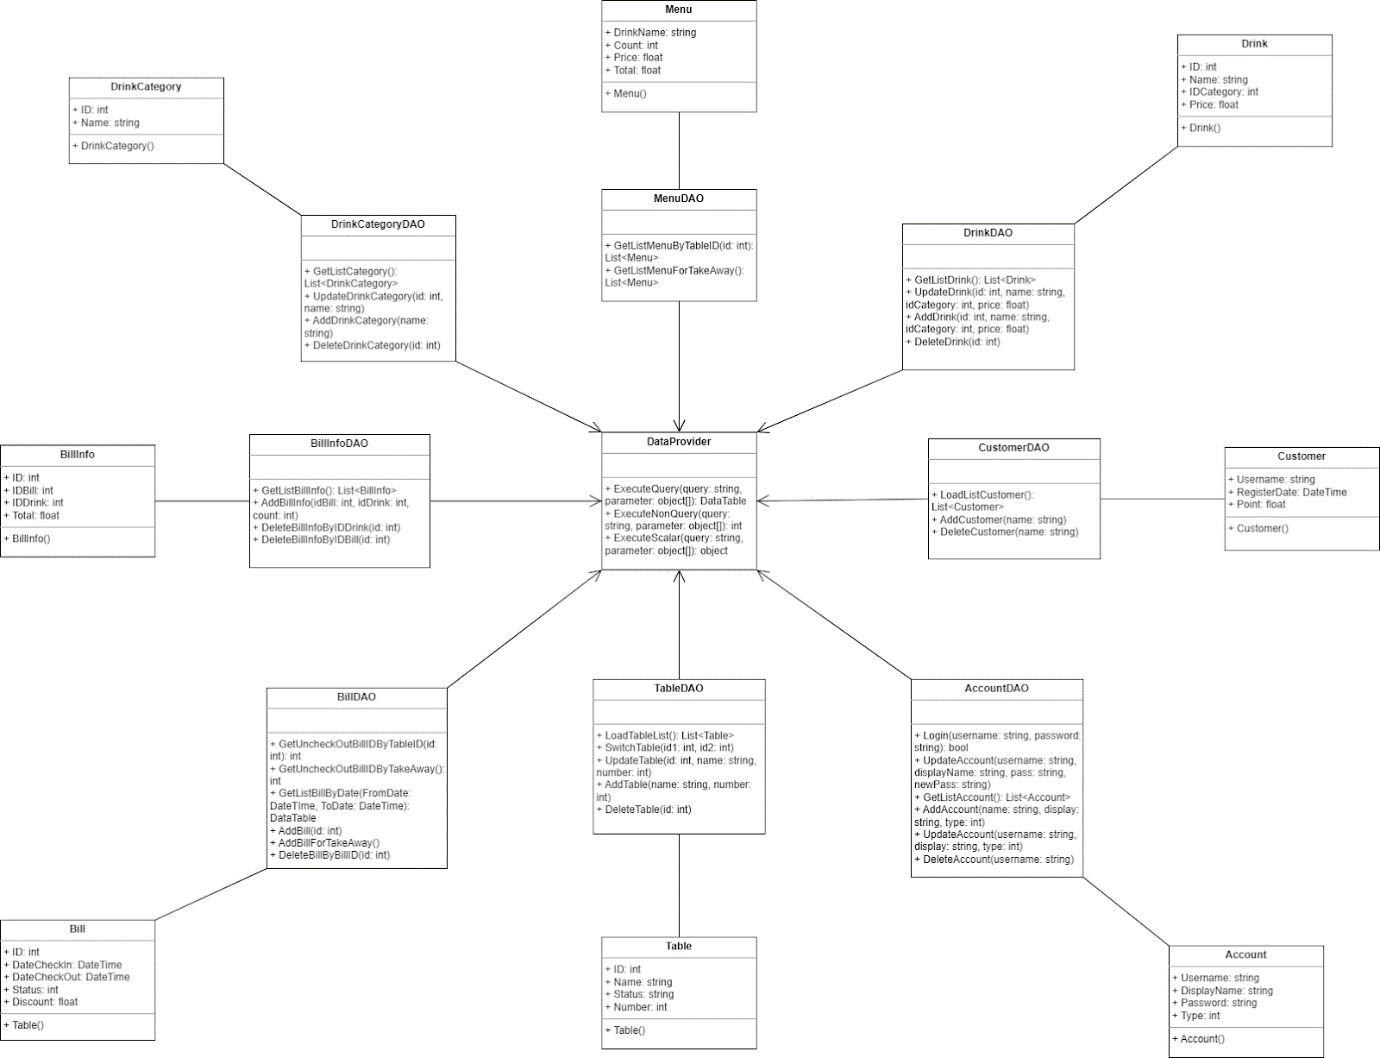 Menu
+ DrinkName: string
+ Count: int
+ Price: float
+ Total: float
+ Menu()
Drink
+ ID: int
+ Name: string
+ IDCategory: int
+ Price: float
+ Drink()
DrinkCategory
+ ID: int
+ Name: string
+ DrinkCategory()
MenuDAO
+ GetListMenuByTableID(id: int):
List<Menu>
+ GetListMenuForTakeAway():
List<Menu>
DrinkCategoryDAO
+ GetListCategory():
List<DrinkCategory>
+ UpdateDrinkCategory(id: int,
name: string)
+ AddDrinkCategory(name:
string)
+ DeleteDrinkCategory(id: int)
DrinkDAO
+ GetListDrink(): List<Drink>
+ UpdateDrink(id: int, name: string,
idCategory: int, price: float)
+ AddDrink(id: int, name: string,
idCategory: int, price: float)
+ DeleteDrink(id: int)
BillInfo
+ ID: int
+ IDBill: int
+ IDDrink: int
+ Total: float
+ BillInfo()
BillInfoDAO
+ GetListBillInfo(): List<BillInfo>
+ AddBillInfo(idBill: int, idDrink: int,
count: int)
+ DeleteBillInfoByIDDrink(id: int)
+ DeleteBillInfoByIDBill(id: int)
DataProvider
+ ExecuteQuery(query: string,
parameter: object[]): DataTable
+ ExecuteNonQuery(query:
string, parameter: object[]): int
+ ExecuteScalar(query: string,
parameter: object[]): object
CustomerDAO
+ LoadListCustomer():
List<Customer>
+ AddCustomer(name: string)
+ DeleteCustomer(name: string)
Customer
+ Username: string
+ RegisterDate: DateTime
+ Point: float
+ Customer()
BillDAO
+ GetUncheckOutBillIDByTableID(id:
int): int
+ GetUncheckOutBillIDByTakeAway():
int
+ GetListBillByDate(FromDate:
DateTIme, ToDate: DateTime):
DataTable
+ AddBill(id: int)
+ AddBillForTakeAway()
+ DeleteBillByBillID(id: int)
TableDAO
+ LoadTableList(): List<Table>
+ SwitchTable(id1: int, id2: int)
+ UpdateTable(id: int, name: string,
number: int)
+ AddTable(name: string, number:
int)
+ DeleteTable(id: int)
AccountDAO
+ Login(username: string, password:
string): bool
+ UpdateAccount(username: string,
displayName: string, pass: string,
newPass: string)
+ GetListAccount(): List<Account>
+ AddAccount(name: string, display:
string, type: int)
+ UpdateAccount(username: string,
display: string, type: int)
+ DeleteAccount(username: string)
Bill
+ ID: int
+ DateCheckIn: DateTime
+ DateCheckOut: DateTime
+ Status: int
+ Discount: float
+ Table()
Table
+ ID: int
+ Name: string
+ Status: string
+ Number: int
+ Table()
Account
+ Username: string
+ DisplayName: string
+ Password: string
+ Type: int
+ Account()